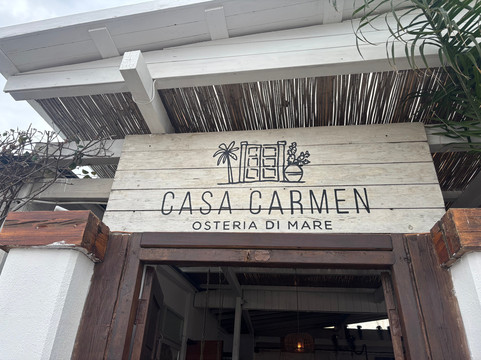 CASA CARMEN
OSTERIA DI MARE